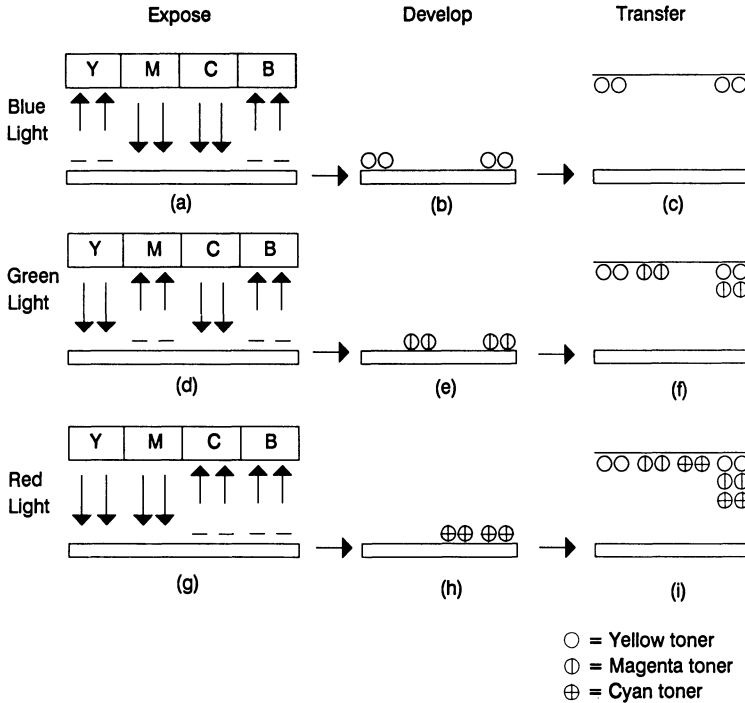 Expose Develop Transfer
Y M C B
Blue
Light
(a) (b) (c)
Y M C B
Green
Light
(d) (e) (f)
Y M C B
Red
Light
(g) (h) (i)
= Yellow toner
= Magenta toner
= Cyan toner